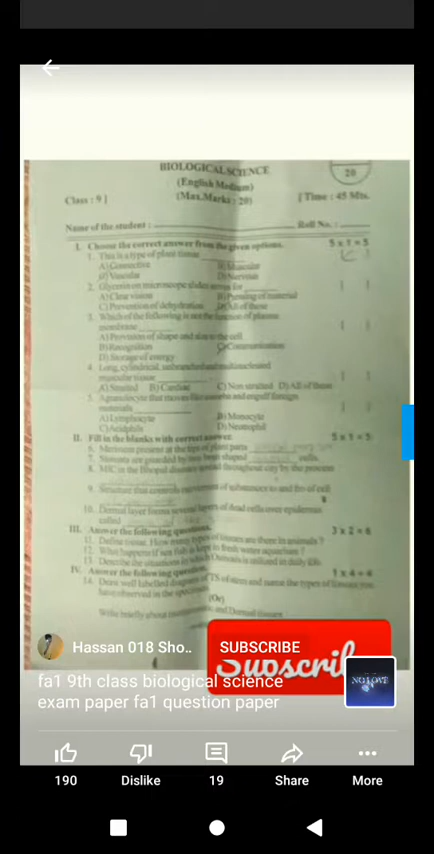 BIOLOGICAL SCIENCE
20
(English Medium)
Class : 9 ]
(Max.Marks : 20)
[ Time : 45 Mts.
Name of the student :
Roll No. :
I. Choose the correct answer from the given options.
5 x 1 = 5
1. This is a type of plant tissue
A) Connective
B) Muscular
C) Vascular
D) Nervous
2. Glycerin on microscope slides
for
A) Clear vision
B) Passing of material
C) Prevention of dehydration
D) All of these
3. Which of the following is not the function of plasma
membrane
A) Provision of shape and size to the cell
B) Recognition
C) Communication
D) Storage of energy
4. Long, cylindrical, unbranched and multinucleated
muscular tissue
A) Striated B) Cardiac C) Non striated D) All of these
5. Agranulocyte that moves like amoeba and engulf foreign
materials
A) Lymphocyte
B) Monocyte
C) Acidophils
D) Neutrophil
II. Fill in the blanks with correct answer.
5 x 1 = 5
6. Meristem present at the tips of plant parts
7. Stomata are guarded by two bean shaped
cells.
8. MIC in the Bhopal disaster spread throughout city by the process
9. Structure that controls movement of substances to and fro of cell
10. Dermal layer forms several layers of dead cells over epidermis
called
III. Answer the following questions.
3 x 2 = 6
11. Define tissue. How many types of tissues are there in animals ?
12. What happens if sea fish is kept in fresh water aquarium ?
13. Describe the situations in which Osmosis is utilized in daily life.
IV. Answer the following question.
1 x 4 = 4
14. Draw well labelled diagram of TS of stem and name the types of tissues you
have observed in the specimen.
(Or)
Write briefly about
and Dermal tissues.
Hassan 018 Sho..
SUBSCRIBE
Subscrib
fa1 9th class biological science
exam paper fa1 question paper
NO LOVE
190
Dislike
19
Share
More